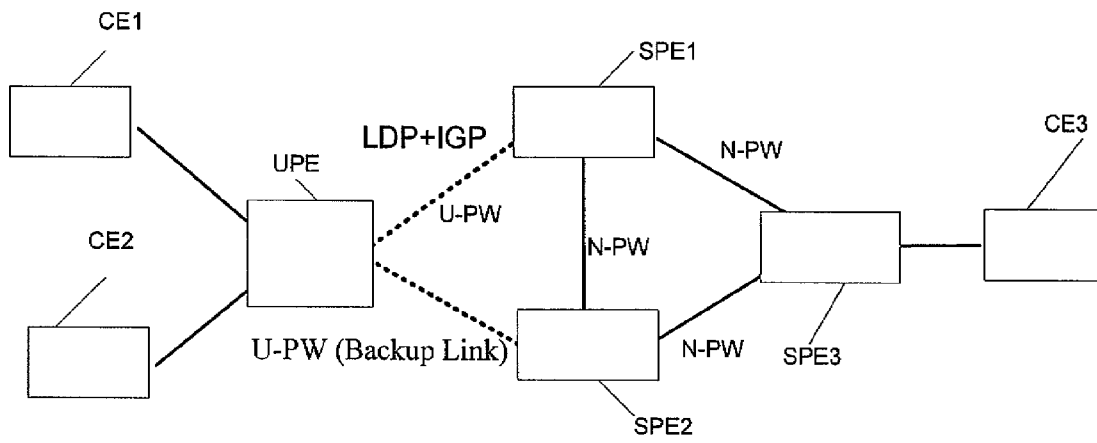 CE1
SPE1
CE3
LDP+IGP
N-PW
UPE
U-PW
CE2
N-PW
U-PW (Backup Link)
N-PW
SPE3
SPE2